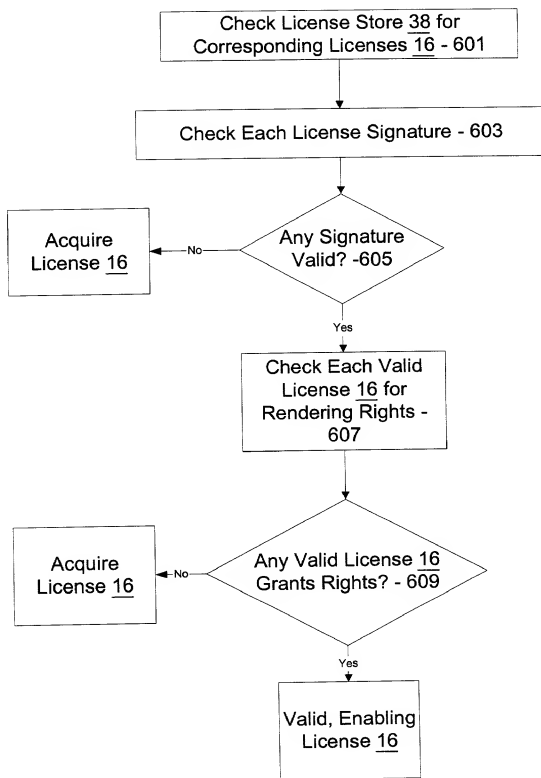 Check License Store 38 for
Corresponding Licenses 16 - 601
Check Each License Signature - 603
Any Signature
Valid? -605
No
Acquire
License 16
Yes
Check Each Valid
License 16 for
Rendering Rights -
607
Any Valid License 16
Grants Rights? - 609
No
Acquire
License 16
Yes
Valid, Enabling
License 16